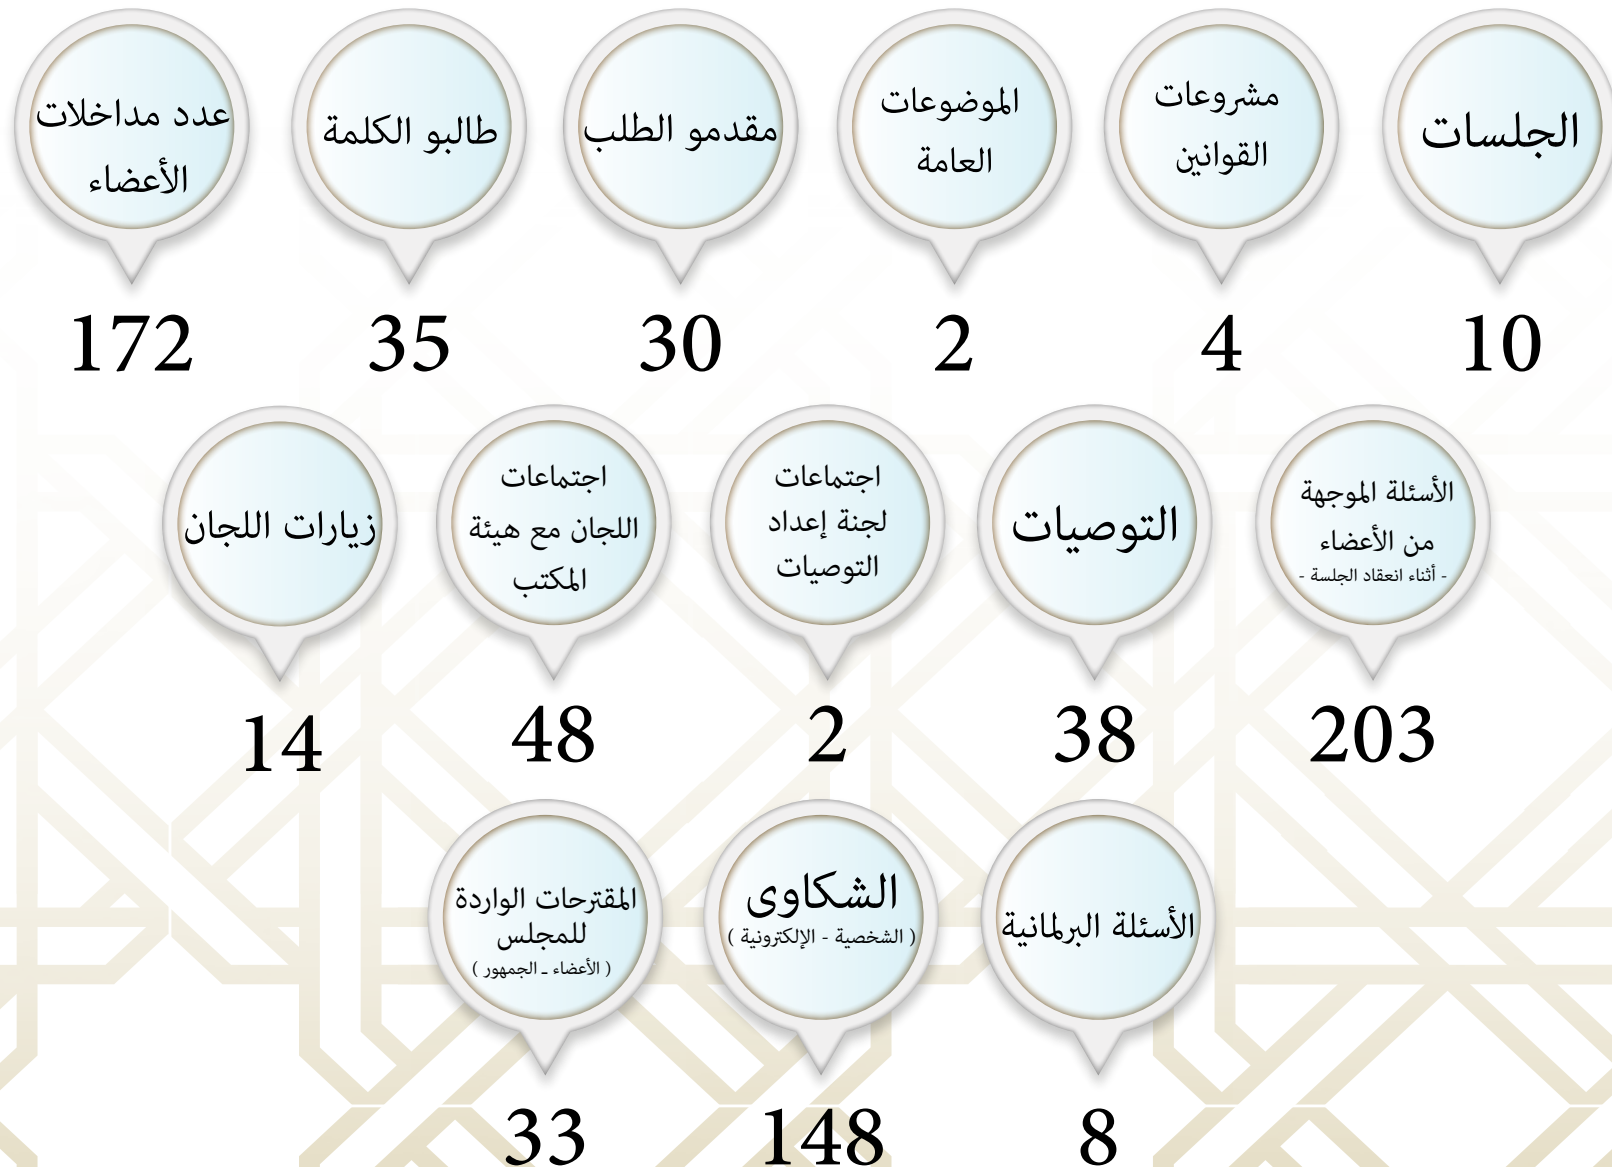 الجلسات
10
مشروعات
القوانين
4
الموضوعات
العامة
2
مقدمو الطلب
30
طالبو الكلمة
35
عدد مداخلات
الأعضاء
172
الأسئلة الموجهة
من الأعضاء
- أثناء انعقاد الجلسة -
203
التوصيات
38
اجتماعات
لجنة إعداد
التوصيات
2
اجتماعات
اللجان مع هيئة
المكتب
48
زيارات اللجان
14
الأسئلة البرلمانية
8
الشكاوى
( الشخصية - الإلكترونية )
148
المقترحات الواردة
للمجلس
( الأعضاء ـ الجمهور )
33